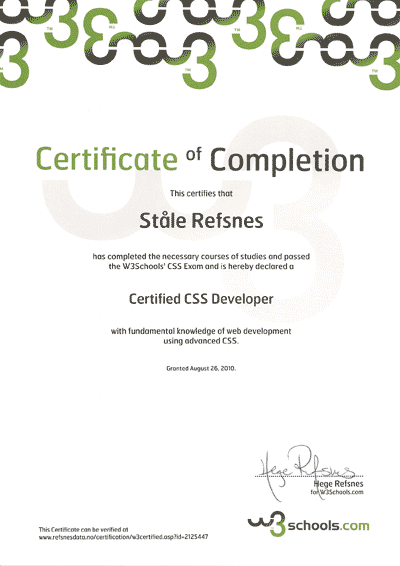 Certificate of Completion
This certifies that
Ståle Refsnes
has completed the necessary courses of studies and passed
the W3Schools' CSS Exam and is hereby declared a
Certified CSS Developer
with fundamental knowledge of web development
using advanced CSS.
Granted August 26, 2010.
Hege Refsnes
Hege Refsnes
for W3Schools.com
w3schools.com
This Certificate can be verified at
www.refsnesdata.no/certification/w3certified.asp?id=2125447